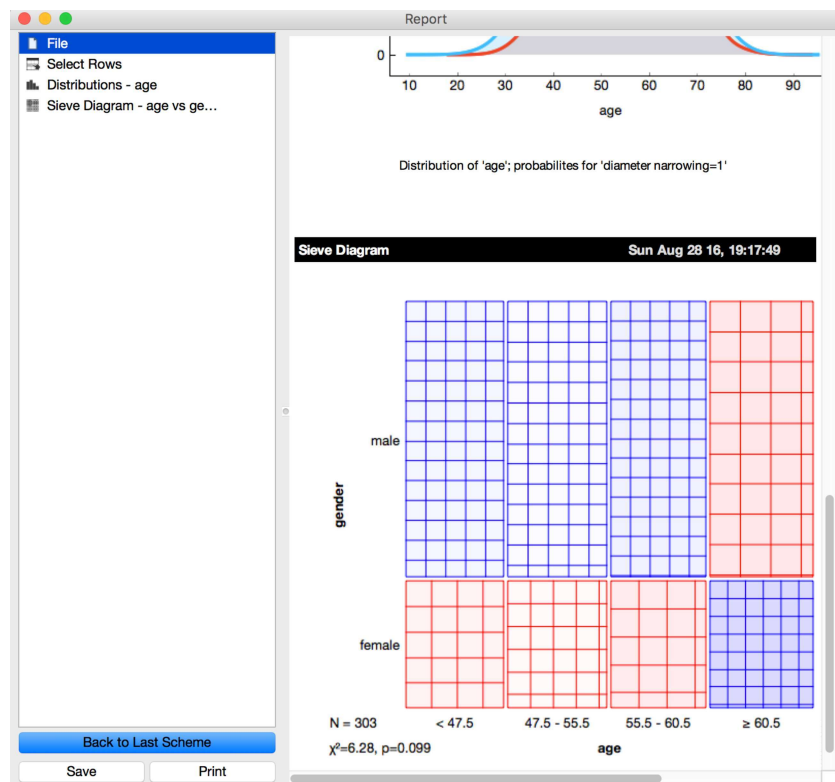 Report
File
Select Rows
Distributions - age
Sieve Diagram - age vs ge...
Back to Last Scheme
Save Print
0
10 20 30 40 50 60 70 80 90
age
Distribution of 'age'; probabilites for 'diameter narrowing=1'
Sieve Diagram Sun Aug 28 16, 19:17:49
male
gender
female
N = 303 < 47.5 47.5 - 55.5 55.5 - 60.5 ≥ 60.5
χ²=6.28, p=0.099 age